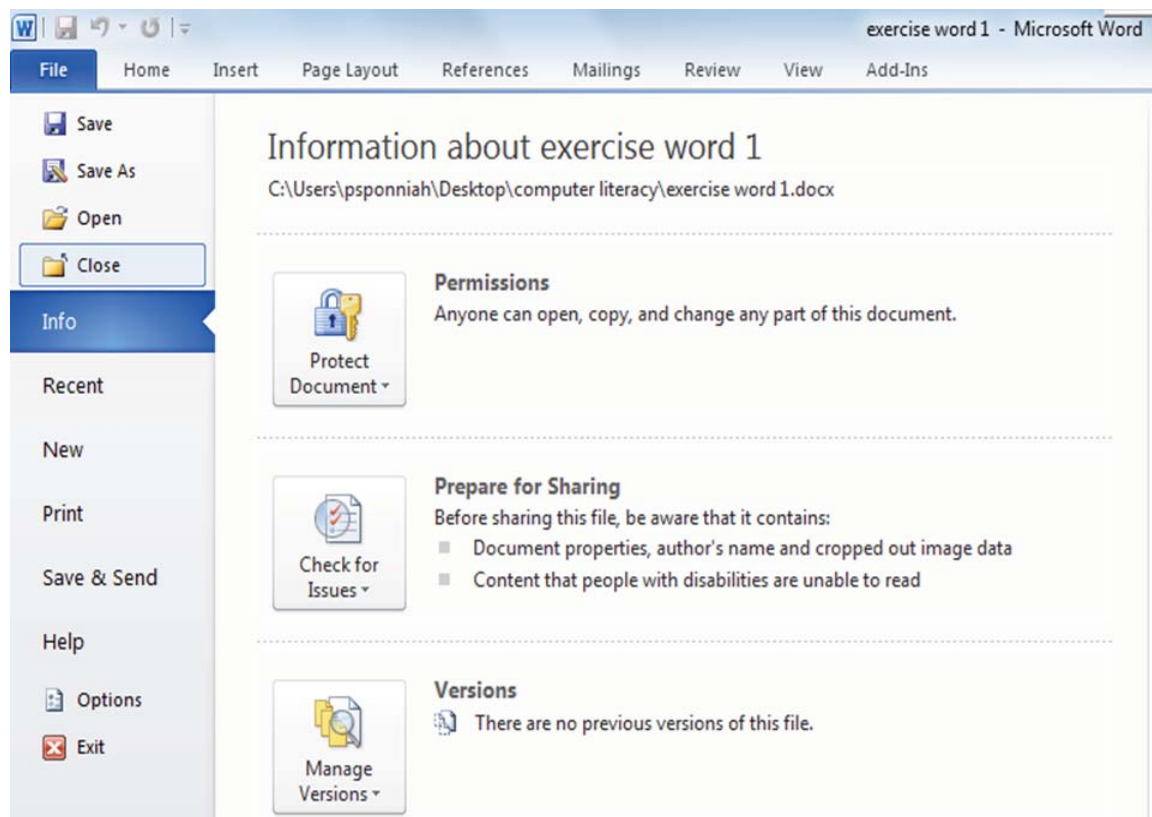 W
exercise word 1 - Microsoft Word
File Home Insert Page Layout References Mailings Review View Add-Ins
Save
Save As
Open
Close
Info
Recent
New
Print
Save & Send
Help
Options
Exit
Information about exercise word 1
C:\Users\psponniah\Desktop\computer literacy\exercise word 1.docx
Protect
Document
Permissions
Anyone can open, copy, and change any part of this document.
Check for
Issues
Prepare for Sharing
Before sharing this file, be aware that it contains:
Document properties, author's name and cropped out image data
Content that people with disabilities are unable to read
Manage
Versions
Versions
There are no previous versions of this file.